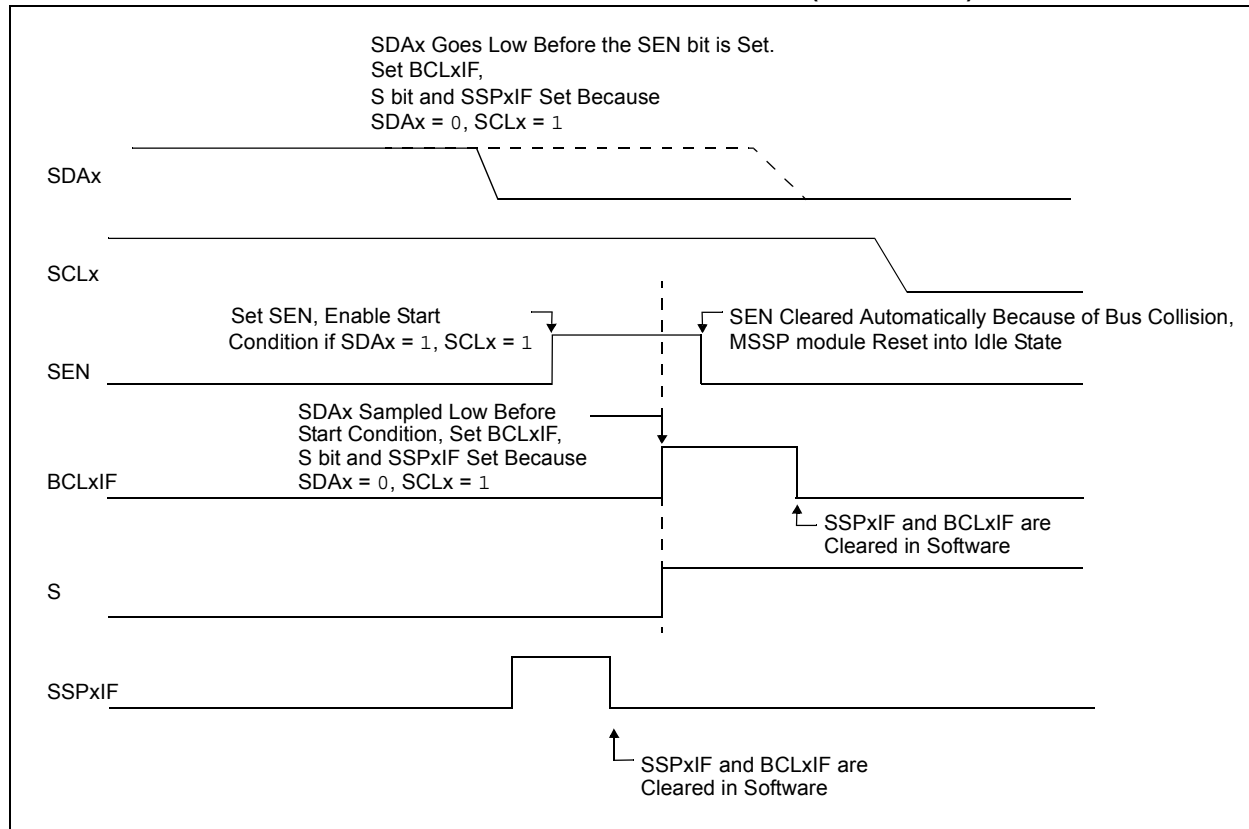 SDAx Goes Low Before the SEN bit is Set.
Set BCLxIF,
S bit and SSPxIF Set Because
SDAx = 0, SCLx = 1
SDAx
SCLx
Set SEN, Enable Start
Condition if SDAx = 1, SCLx = 1
SEN Cleared Automatically Because of Bus Collision,
MSSP module Reset into Idle State
SEN
SDAx Sampled Low Before
Start Condition, Set BCLxIF,
S bit and SSPxIF Set Because
SDAx = 0, SCLx = 1
BCLxIF
SSPxIF and BCLxIF are
Cleared in Software
S
SSPxIF
SSPxIF and BCLxIF are
Cleared in Software